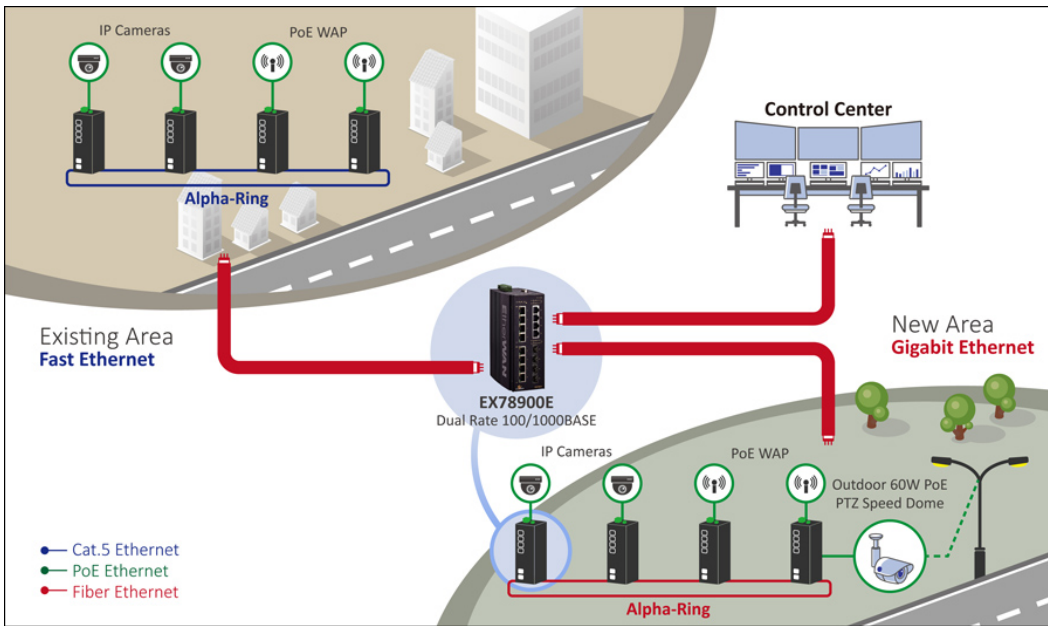 IP Cameras
PoE WAP
Alpha-Ring
Control Center
Existing Area
Fast Ethernet
New Area
Gigabit Ethernet
EX78900E
Dual Rate 100/1000BASE
IP Cameras
PoE WAP
Outdoor 60W PoE
PTZ Speed Dome
Alpha-Ring
Cat.5 Ethernet
PoE Ethernet
Fiber Ethernet